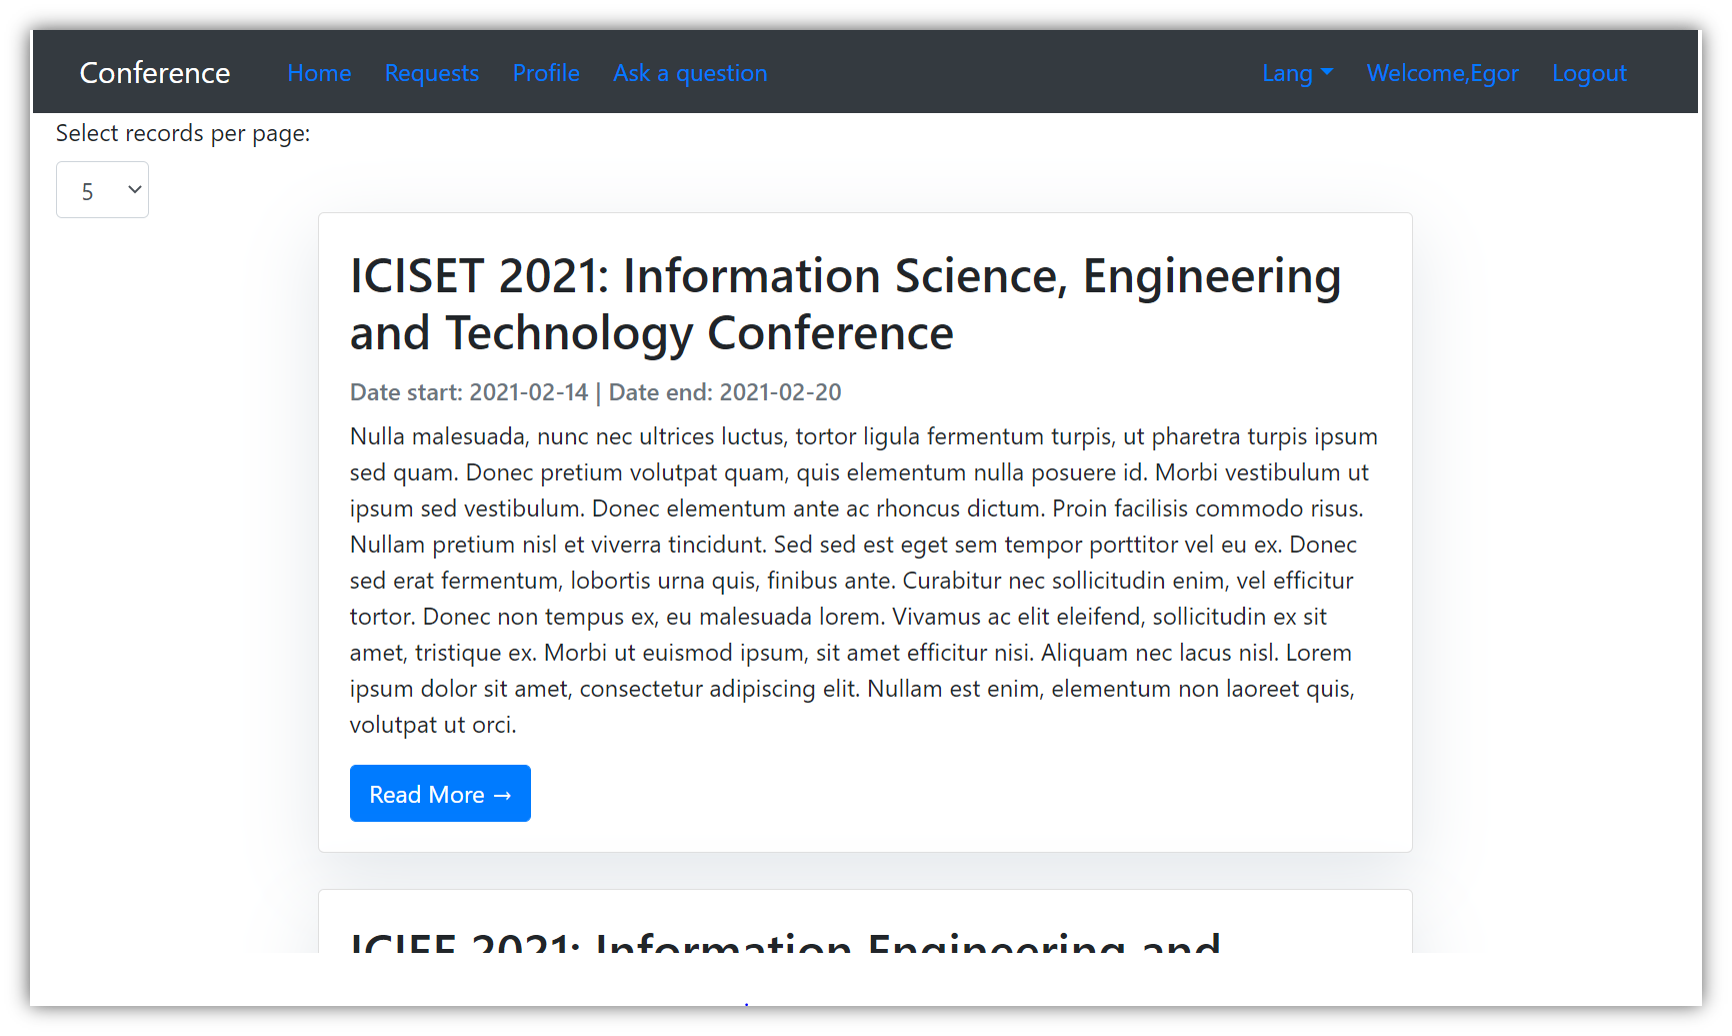 Conference Home Requests Profile Ask a question Lang Welcome,Egor Logout
Select records per page:
5
ICISET 2021: Information Science, Engineering
and Technology Conference
Date start: 2021-02-14 | Date end: 2021-02-20
Nulla malesuada, nunc nec ultrices luctus, tortor ligula fermentum turpis, ut pharetra turpis ipsum
sed quam. Donec pretium volutpat quam, quis elementum nulla posuere id. Morbi vestibulum ut
ipsum sed vestibulum. Donec elementum ante ac rhoncus dictum. Proin facilisis commodo risus.
Nullam pretium nisl et viverra tincidunt. Sed sed est eget sem tempor porttitor vel eu ex. Donec
sed erat fermentum, lobortis urna quis, finibus ante. Curabitur nec sollicitudin enim, vel efficitur
tortor. Donec non tempus ex, eu malesuada lorem. Vivamus ac elit eleifend, sollicitudin ex sit
amet, tristique ex. Morbi ut euismod ipsum, sit amet efficitur nisi. Aliquam nec lacus nisl. Lorem
ipsum dolor sit amet, consectetur adipiscing elit. Nullam est enim, elementum non laoreet quis,
volutpat ut orci.
Read More →
2021: Information Engineering and